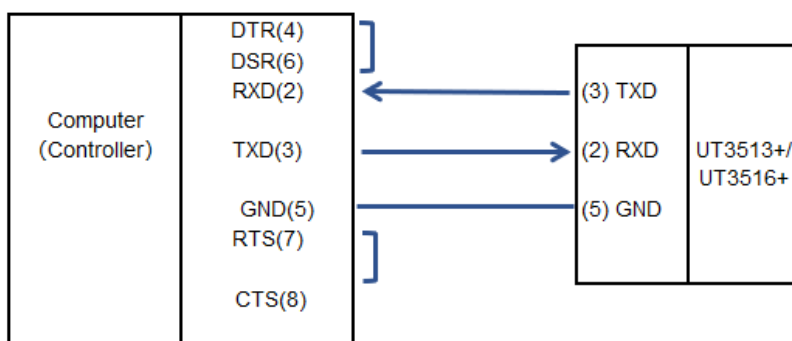 DTR(4)
DSR(6)
RXD(2)
(3) TXD
Computer
(Controller)
TXD(3)
(2) RXD
UT3513+/
UT3516+
GND(5)
(5) GND
RTS(7)
CTS(8)